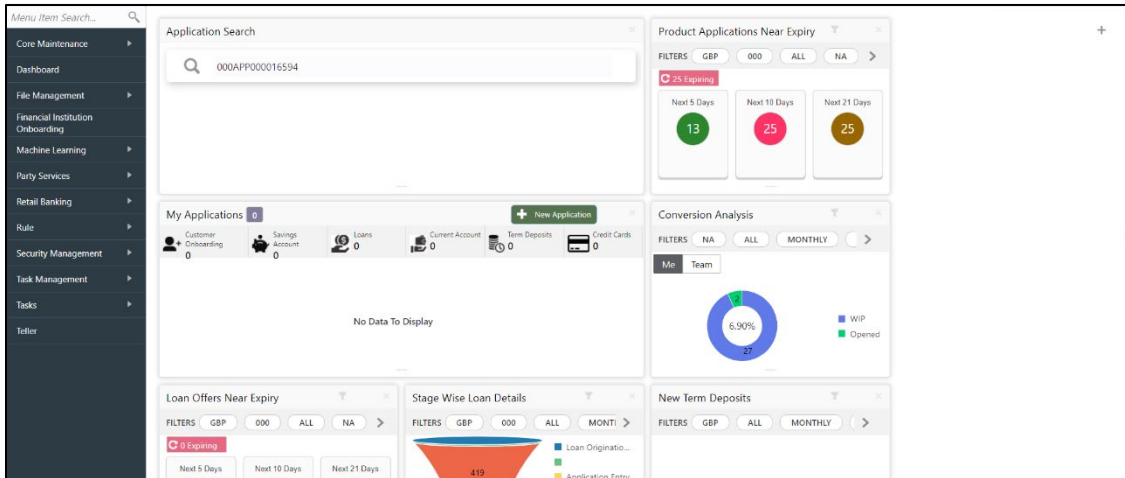 Menu Item Search...
Core Maintenance
Dashboard
File Management
Financial Institution
Onboarding
Machine Learning
Party Services
Retail Banking
Rule
Security Management
Task Management
Tasks
Teller
Application Search
000APP000016594
Product Applications Near Expiry
FILTERS GBP 000 ALL NA
25 Expiring
Next 5 Days Next 10 Days Next 21 Days
13 25 25
My Applications 0 New Application
Customer
Onboarding
0
Savings
Account
0
Loans
0
Current Account
0
Term Deposits
0
Credit Cards
0
No Data To Display
Conversion Analysis
FILTERS NA ALL MONTHLY
Me Team
2
6.90%
27
WIP
Opened
Loan Offers Near Expiry
FILTERS GBP 000 ALL NA
0 Expiring
Next 5 Days Next 10 Days Next 21 Days
Stage Wise Loan Details
FILTERS GBP 000 ALL MONT
419
Loan Originatio...
Application Entry
New Term Deposits
FILTERS GBP ALL MONTHLY